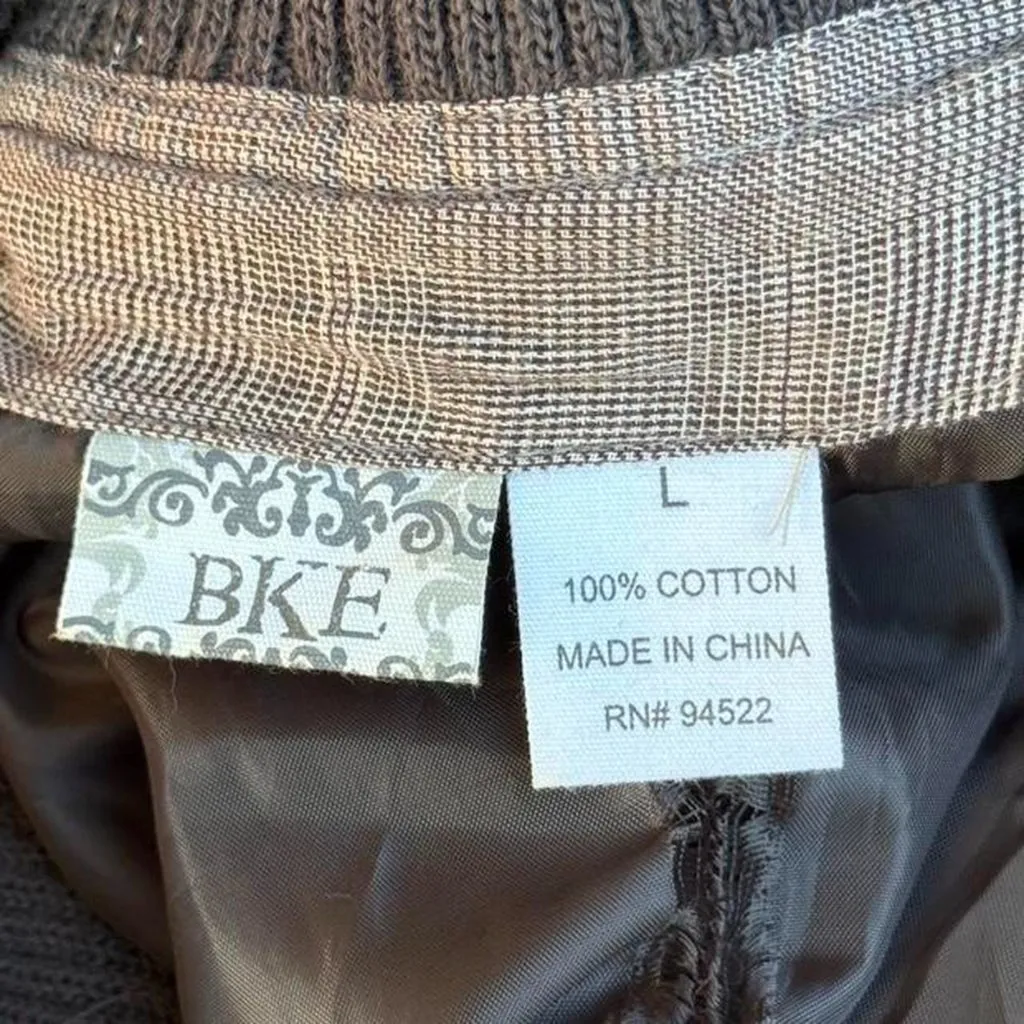 BKE
L
100% COTTON
MADE IN CHINA
RN# 94522